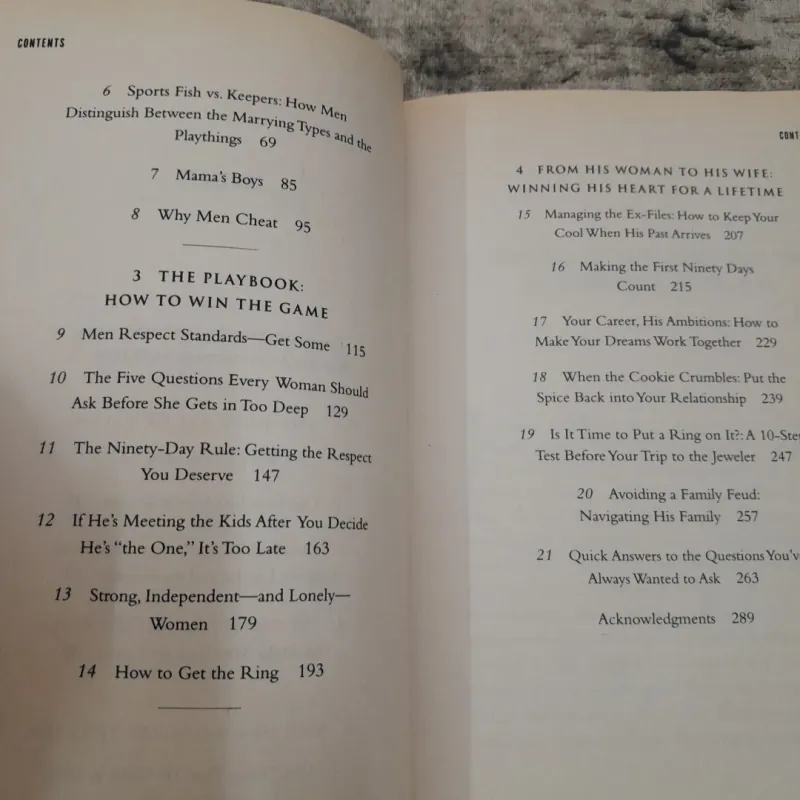 CONTENTS
6 Sports Fish vs. Keepers: How Men
Distinguish Between the Marrying Types and the
Playthings 69
7 Mama's Boys 85
8 Why Men Cheat 95
3 THE PLAYBOOK:
HOW TO WIN THE GAME
9 Men Respect Standards—Get Some 115
10 The Five Questions Every Woman Should
Ask Before She Gets in Too Deep 129
11 The Ninety-Day Rule: Getting the Respect
You Deserve 147
12 If He's Meeting the Kids After You Decide
He's “the One,” It's Too Late 163
13 Strong, Independent—and Lonely—
Women 179
14 How to Get the Ring 193
CONT
4 FROM HIS WOMAN TO HIS WIFE:
WINNING HIS HEART FOR A LIFETIME
15 Managing the Ex-Files: How to Keep Your
Cool When His Past Arrives 207
16 Making the First Ninety Days
Count 215
17 Your Career, His Ambitions: How to
Make Your Dreams Work Together 229
18 When the Cookie Crumbles: Put the
Spice Back into Your Relationship 239
19 Is It Time to Put a Ring on It?: A 10-Step
Test Before Your Trip to the Jeweler 247
20 Avoiding a Family Feud:
Navigating His Family 257
21 Quick Answers to the Questions You'v
Always Wanted to Ask 263
Acknowledgments 289